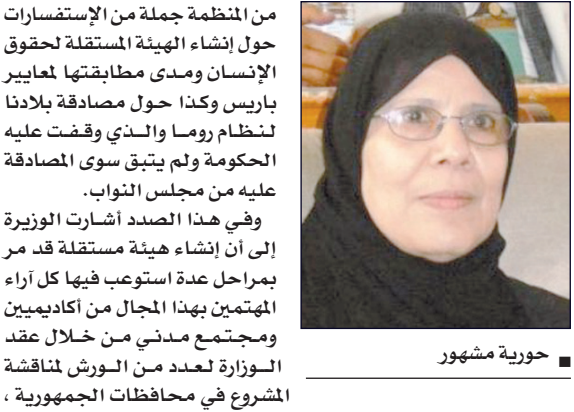 من المنظمة جملة من الإستفسارات
حول إنشاء الهيئة المستقلة لحقوق
الإنسان ومدى مطابقتها لمعايير
باريس وكذا حول مصادقة بلادنا
لنظام روما والذي وقفت عليه
الحكومة ولم يتبق سوى المصادقة
عليه من مجلس النواب.
وفي هذا الصدد أشارت الوزيرة
إلى أن إنشاء هيئة مستقلة قد مر
بمراحل عدة استوعب فيها كل آراء
المهتمين بهذا المجال من أكاديميين
ومجتمع مدني من خلال عقد
الوزارة لعدد من الورش لمناقشة
المشروع في محافظات الجمهورية ،
■ حورية مشهور